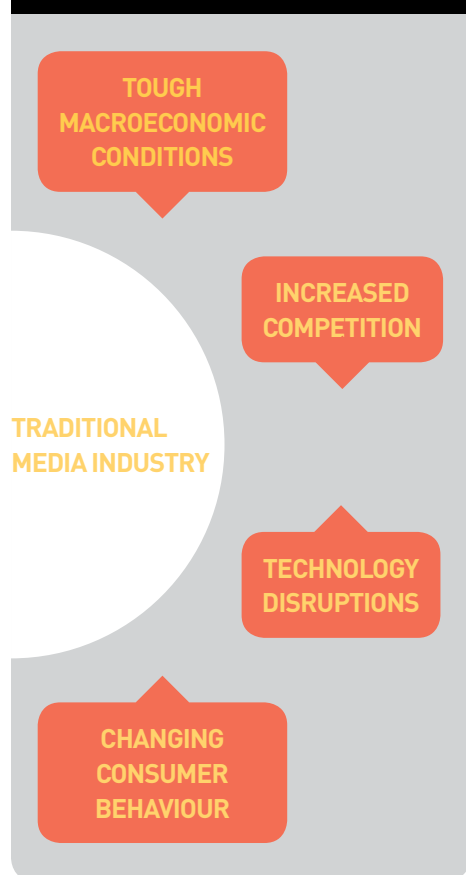 TOUGH
MACROECONOMIC
CONDITIONS
INCREASED
COMPETITION
TRADITIONAL
MEDIA INDUSTRY
TECHNOLOGY
DISRUPTIONS
CHANGING
CONSUMER
BEHAVIOUR